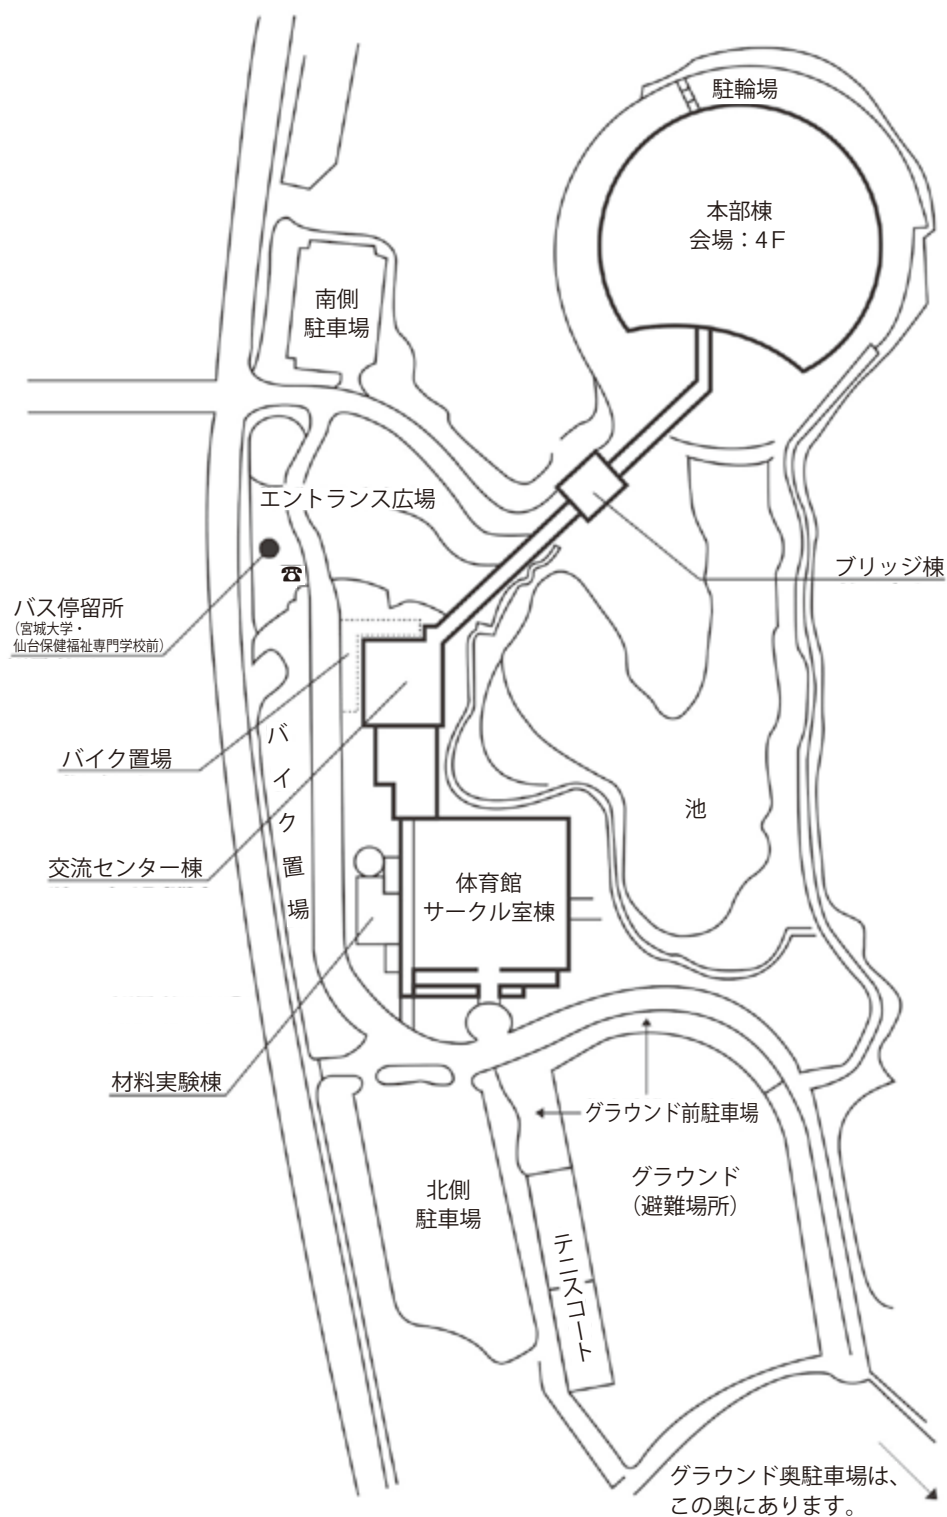 駐輪場
本部棟
会場：4F
南側
駐車場
エントランス広場
ブリッジ棟
バス停留所
（宮城大学・
仙台保健福祉専門学校前）
バイク置場
バイク置場
池
交流センター棟
体育館
サークル室棟
材料実験棟
グラウンド前駐車場
グラウンド
（避難場所）
北側
駐車場
テニスコート
グラウンド奥駐車場は、
この奥にあります。